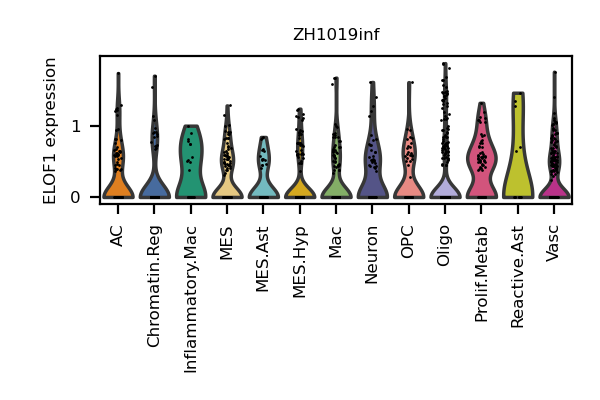 ZH1019inf
ELOF1 expression
1
0
AC
Chromatin.Reg
Inflammatory.Mac
MES
MES.Ast
MES.Hyp
Mac
Neuron
OPC
Oligo
Prolif.Metab
Reactive.Ast
Vasc